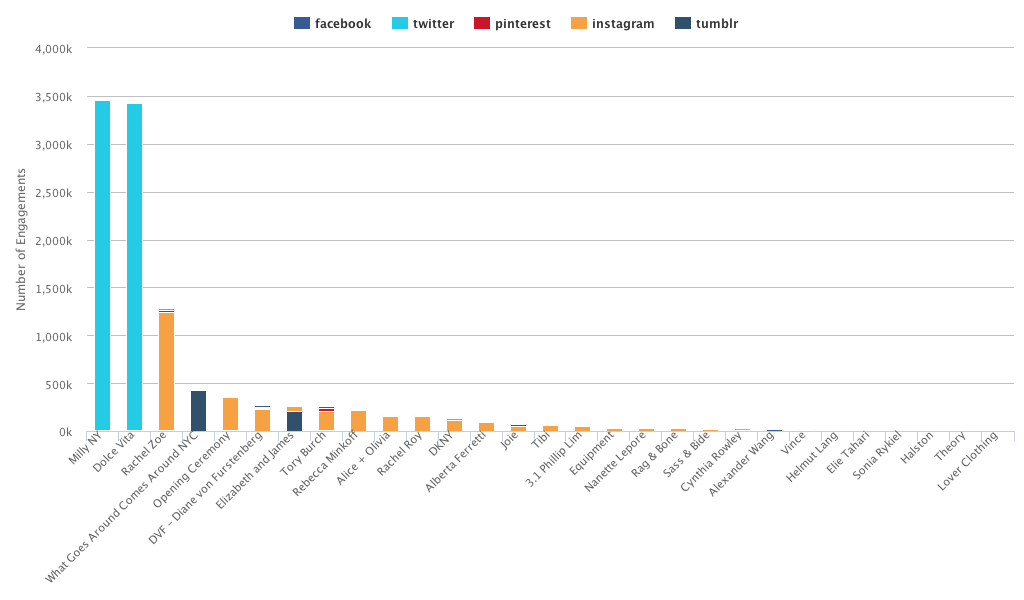 facebook twitter pinterest instagram tumblr
4,000k
3,500k
3,000k
2,500k
2,000k
1,500k
1,000k
500k
0k
Number of Engagements
Milly NY
Dolce Vita
Rachel Zoe
What Goes Around Comes Around NYC
Opening Ceremony
DVF – Diane von Furstenberg
Elizabeth and James
Tory Burch
Rebecca Minkoff
Alice + Olivia
Rachel Roy
DKNY
Alberta Ferretti
Joie
Tibi
3.1 Phillip Lim
Equipment
Nanette Lepore
Rag & Bone
Sass & Bide
Cynthia Rowley
Alexander Wang
Vince
Helmut Lang
Elie Tahari
Sonia Rykiel
Halston
Theory
Lover Clothing